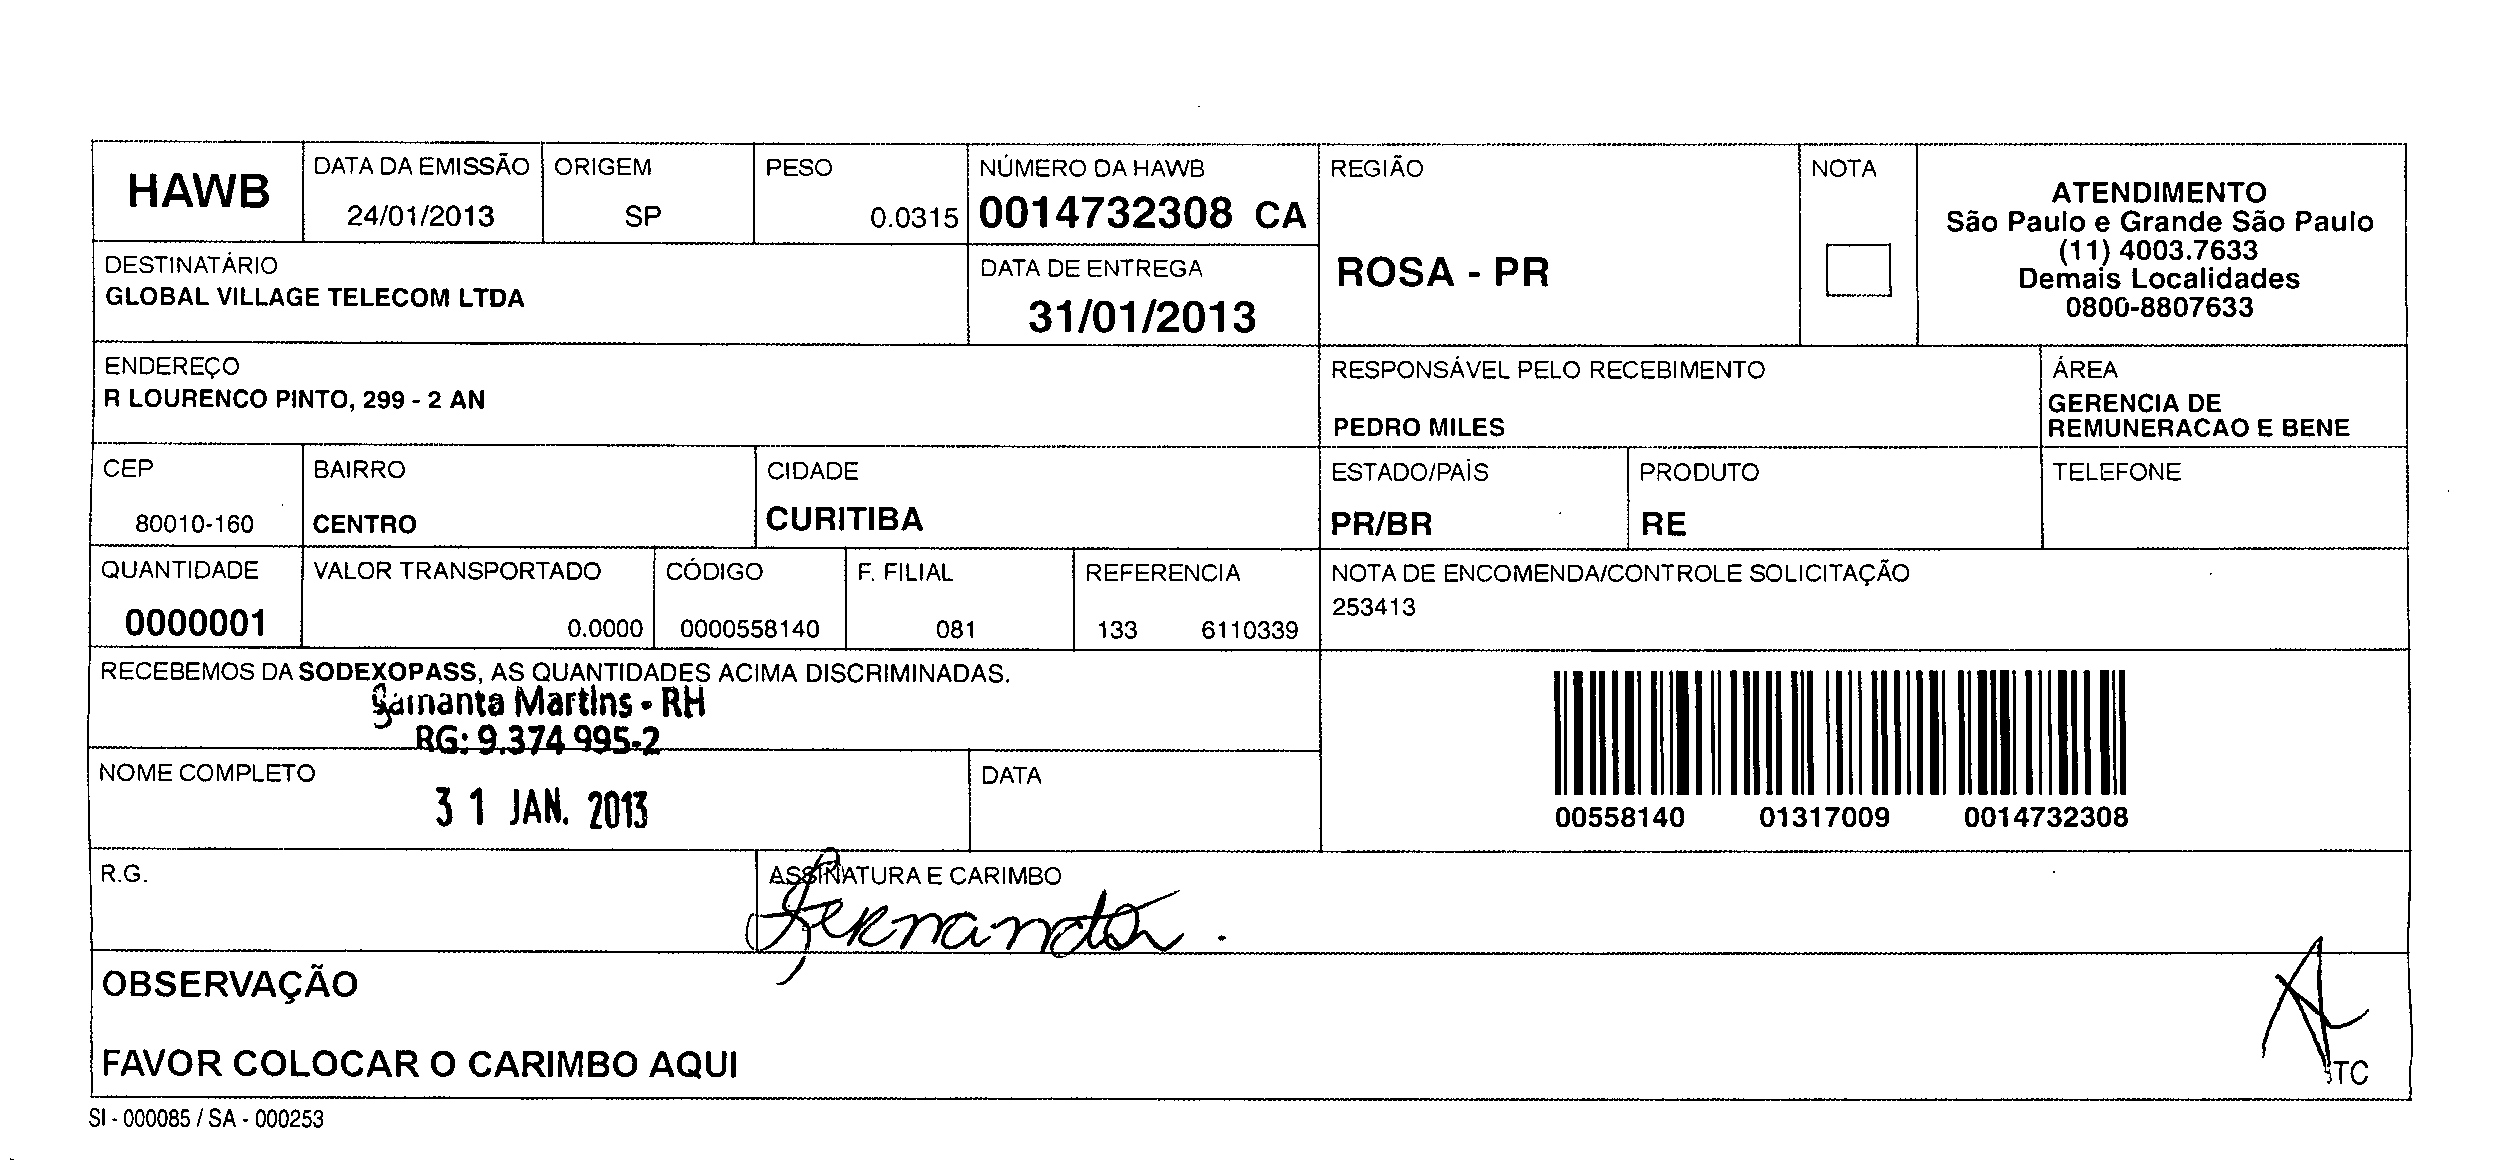 HAWB
DATA DA EMISSÃO
24/01/2013
ORIGEM
SP
PESO
0.0315
NÚMERO DA HAWB
0014732308 CA
REGIÃO
ROSA - PR
NOTA
ATENDIMENTO
São Paulo e Grande São Paulo
(11) 4003.7633
Demais Localidades
0800-8807633
DESTINATÁRIO
GLOBAL VILLAGE TELECOM LTDA
DATA DE ENTREGA
31/01/2013
ENDEREÇO
R LOURENCO PINTO, 299 - 2 AN
RESPONSÁVEL PELO RECEBIMENTO
PEDRO MILES
ÁREA
GERENCIA DE
REMUNERACAO E BENE
CEP
80010-160
BAIRRO
CENTRO
CIDADE
CURITIBA
ESTADO/PAÍS
PR/BR
PRODUTO
RE
TELEFONE
QUANTIDADE
0000001
VALOR TRANSPORTADO
0.0000
CÓDIGO
0000558140
F. FILIAL
081
REFERENCIA
133 6110339
NOTA DE ENCOMENDA/CONTROLE SOLICITAÇÃO
253413
RECEBEMOS DA SODEXOPASS, AS QUANTIDADES ACIMA DISCRIMINADAS.
Samanta Martins - RH
RG: 9.374 995-2
NOME COMPLETO
31 JAN. 2013
DATA
00558140 01317009 0014732308
R.G.
ASSINATURA E CARIMBO
Fernanda.
OBSERVAÇÃO
FAVOR COLOCAR O CARIMBO AQUI
TC
SI - 000085 / SA - 000253